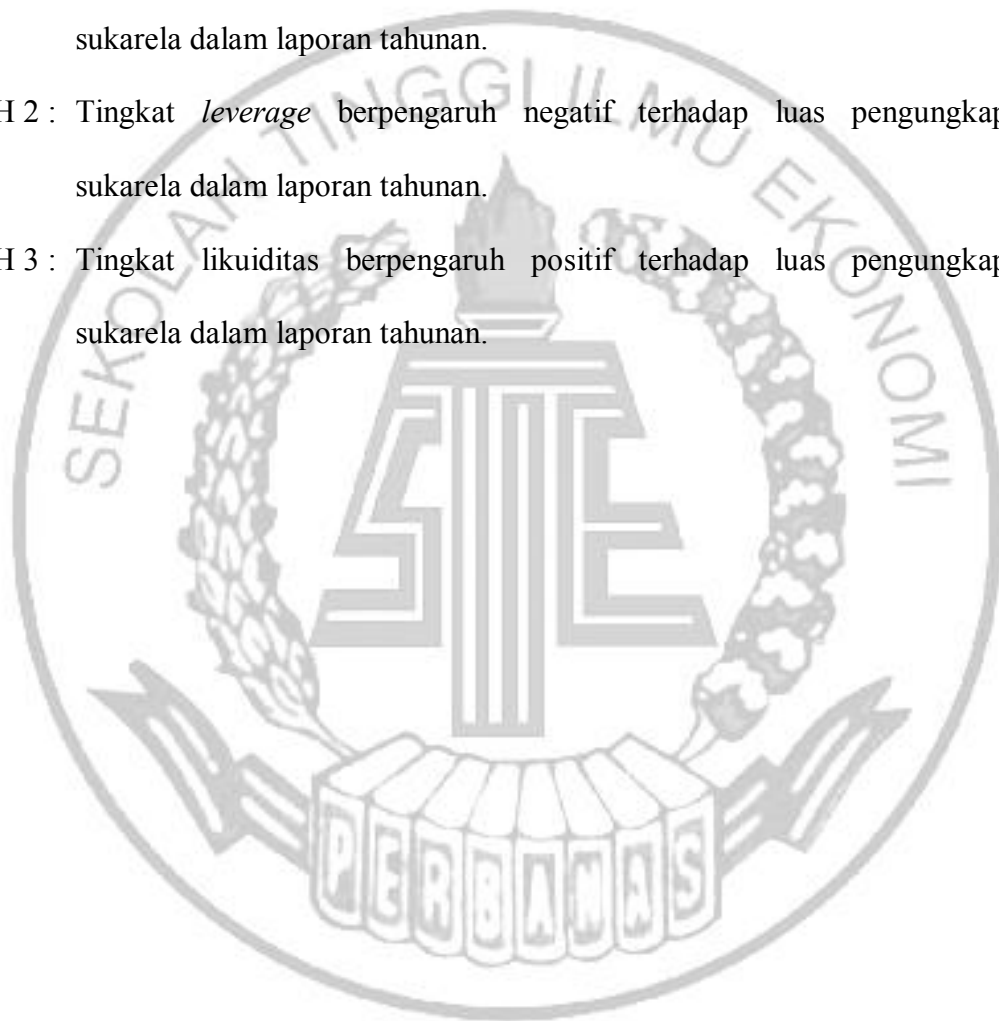 sukarela dalam laporan tahunan.
H 2 : Tingkat leverage berpengaruh negatif terhadap luas pengungkap
sukarela dalam laporan tahunan.
H 3 : Tingkat likuiditas berpengaruh positif terhadap luas pengungkap
sukarela dalam laporan tahunan.
SEKOLAH TINGGI ILMU EKONOMI
STIE
PERBANAS